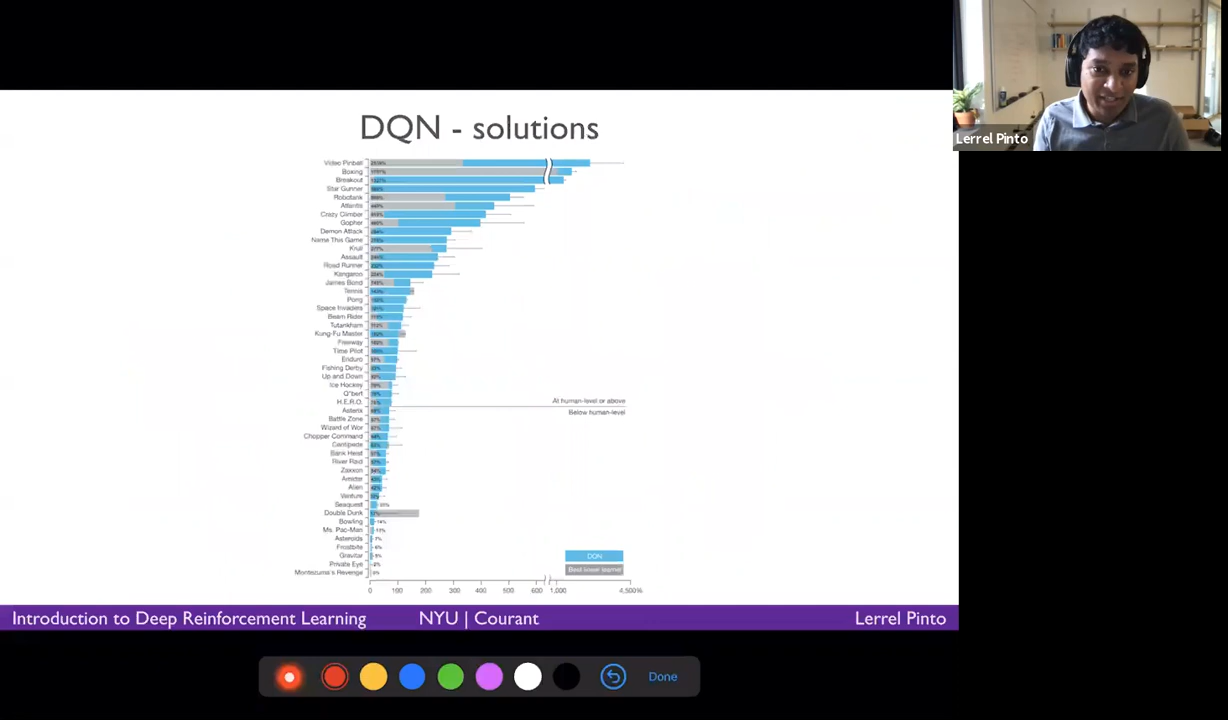 Lerrel Pinto
DQN - solutions
Video Pinball
Boxing
Breakout
Star Gunner
Robotank
Atlantis
Crazy Climber
Gopher
Demon Attack
Name This Game
Krull
Assault
Road Runner
Kangaroo
James Bond
Tennis
Pong
Space Invaders
Beam Rider
Tutankham
Kung-Fu Master
Freeway
Time Pilot
Enduro
Fishing Derby
Up and Down
Ice Hockey
Q*bert
H.E.R.O.
At human-level or above
Asterix
Below human-level
Battle Zone
Wizard of Wor
Chopper Command
Centipede
Bank Heist
River Raid
Zaxxon
Amidar
Alien
Venture
Seaquest
Double Dunk
Bowling
Ms. Pac-Man
Asteroids
Frostbite
Gravitar
Private Eye
Montezuma's Revenge
DQN
Best linear learner
0 100 200 300 400 500 600 1,000 4,500%
Introduction to Deep Reinforcement Learning NYU | Courant Lerrel Pinto
Done